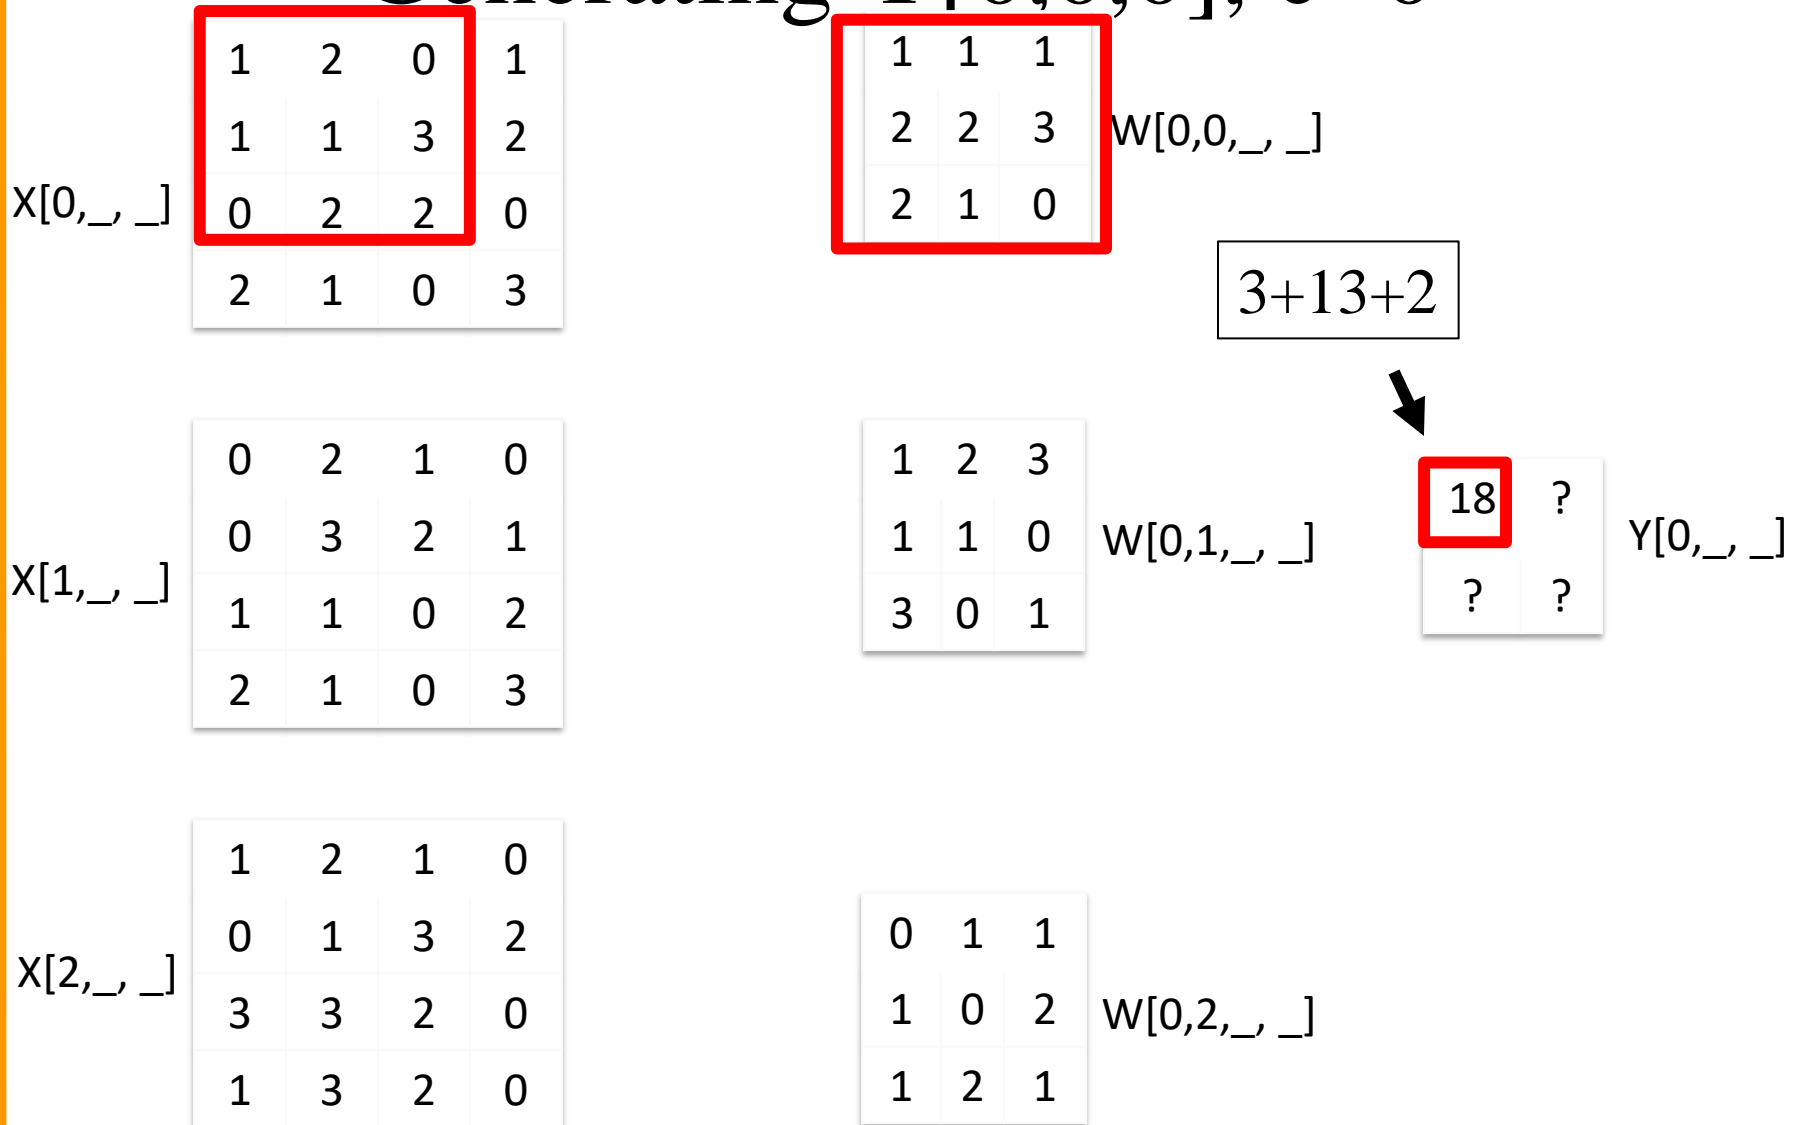 1 2 0 1
1 1 3 2
0 2 2 0
2 1 0 3
X[0,_, _]
1 1 1
2 2 3
2 1 0
W[0,0,_, _]
3+13+2
0 2 1 0
0 3 2 1
1 1 0 2
2 1 0 3
X[1,_, _]
1 2 3
1 1 0
3 0 1
W[0,1,_, _]
18 ?
? ?
Y[0,_, _]
1 2 1 0
0 1 3 2
3 3 2 0
1 3 2 0
X[2,_, _]
0 1 1
1 0 2
1 2 1
W[0,2,_, _]